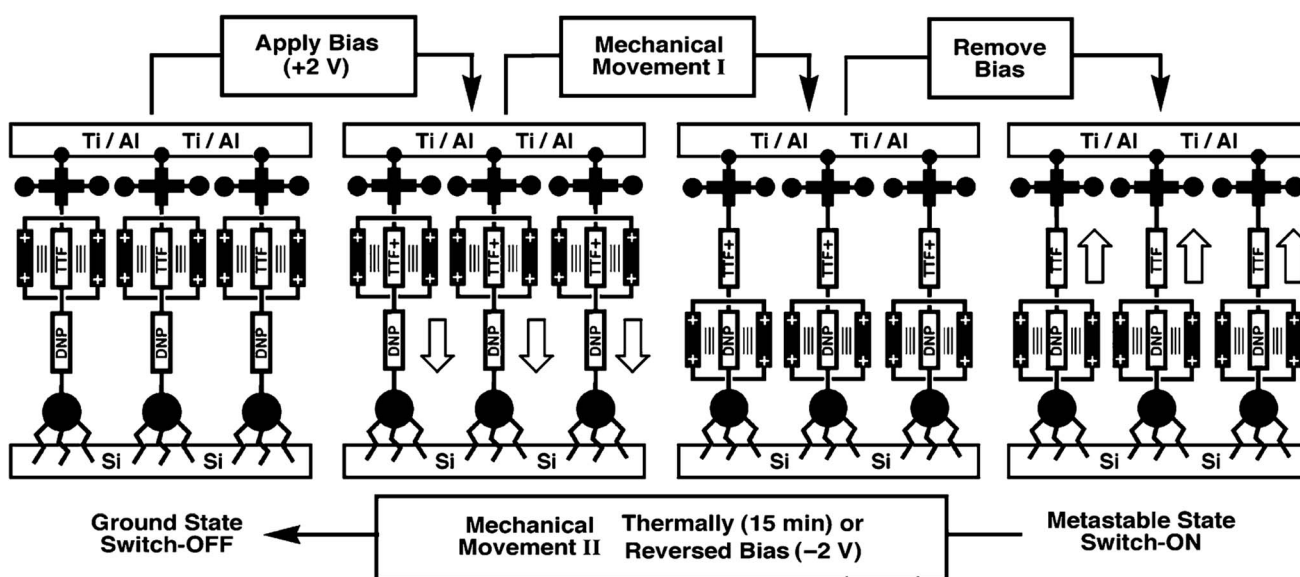 Apply Bias
(+2 V)
Mechanical
Movement I
Remove
Bias
Ti / Al Ti / Al
Ti / Al Ti / Al
Ti / Al Ti / Al
Ti / Al Ti / Al
+ TTF + + TTF + + TTF +
+ TTF+ + + TTF+ + + TTF+ +
TTF+ TTF+ TTF+
TTF TTF TTF
DNP DNP DNP
DNP DNP DNP
+ DNP + + DNP + + DNP +
+ DNP + + DNP + + DNP +
Si Si
Si Si
Si Si
Si Si
Ground State
Switch-OFF
Mechanical
Movement II
Thermally (15 min) or
Reversed Bias (–2 V)
Metastable State
Switch-ON